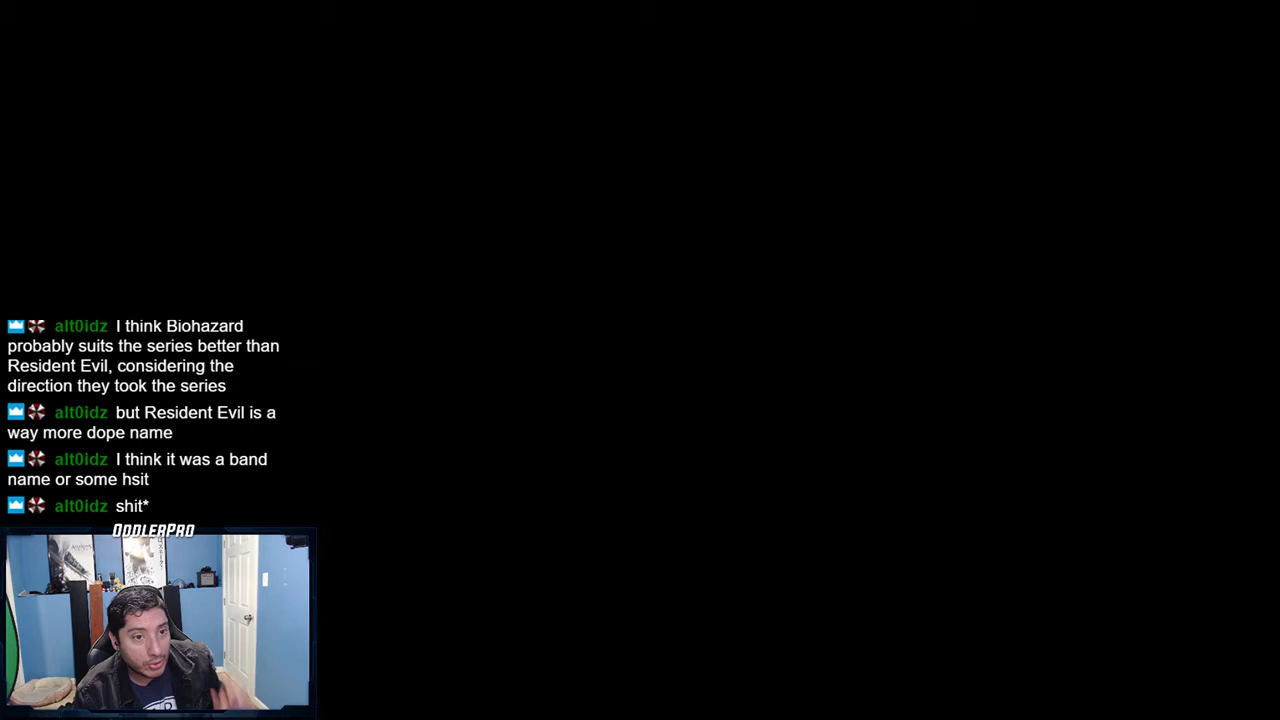 alt0idz I think Biohazard
probably suits the series better than
Resident Evil, considering the
direction they took the series
alt0idz but Resident Evil is a
way more dope name
alt0idz I think it was a band
name or some hsit
alt0idz shit*
OddlerPro